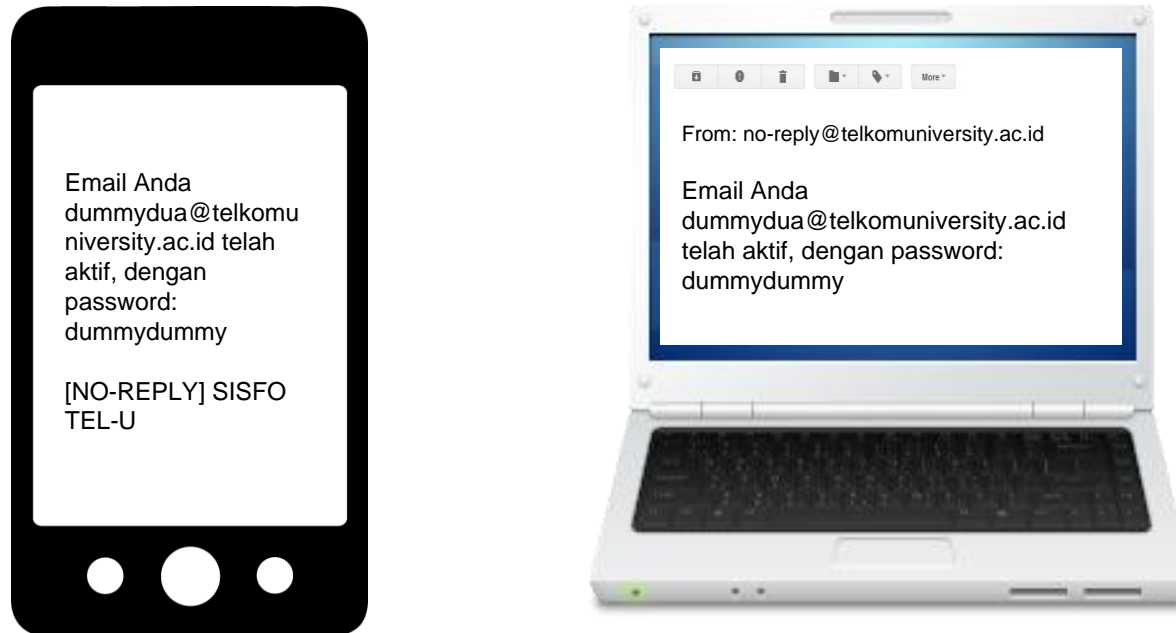 Email Anda
dummydua@telkomu
niversity.ac.id telah
aktif, dengan
password:
dummydummy
[NO-REPLY] SISFO
TEL-U
More
From: no-reply@telkomuniversity.ac.id
Email Anda
dummydua@telkomuniversity.ac.id
telah aktif, dengan password:
dummydummy